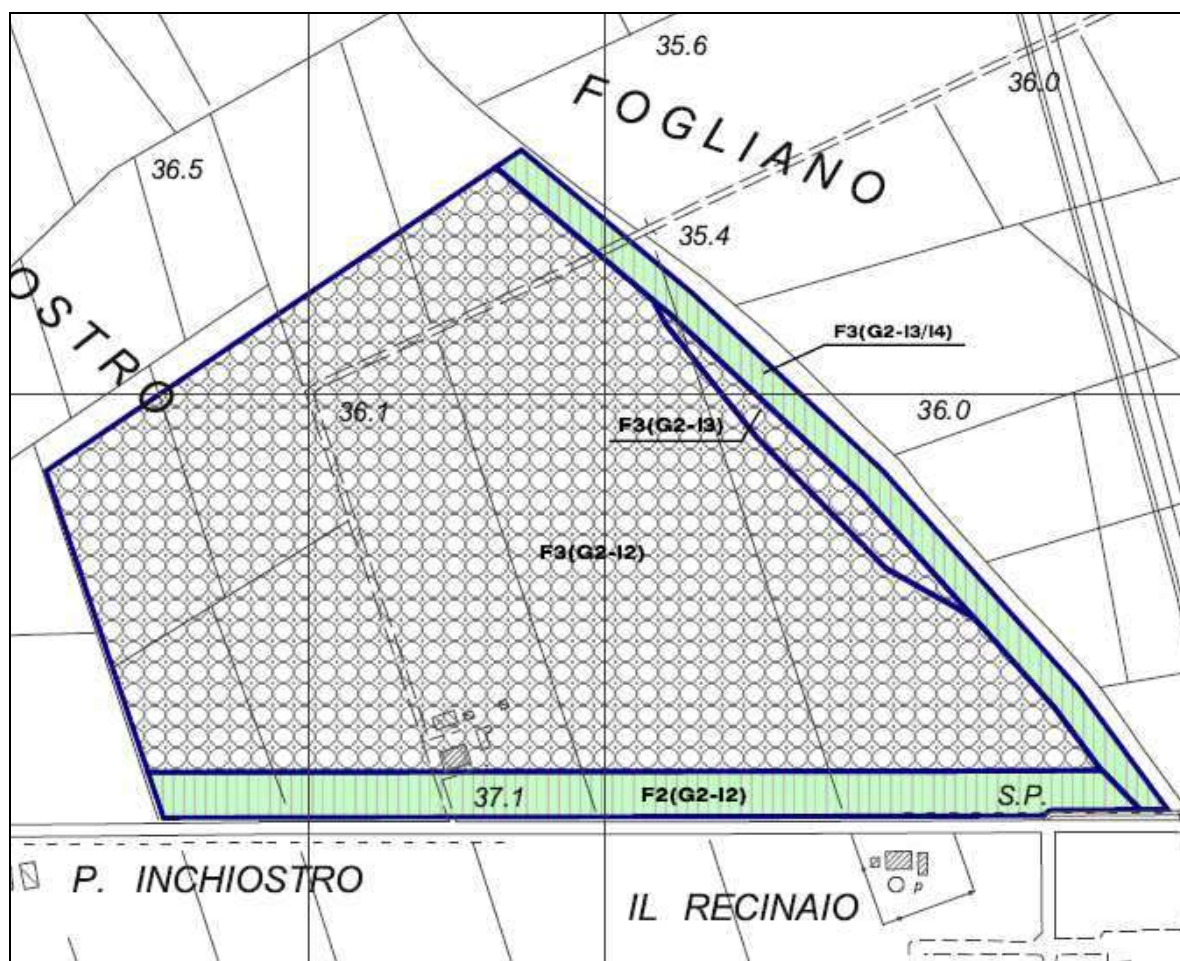 35.6
36.0
FOGLIANO
36.5
35.4
OSTRO
F3(G2-I3/I4)
36.1
36.0
F3(G2-I3)
F3(G2-I2)
37.1
F2(G2-I2)
S.P.
P. INCHIOSTRO
IL RECINAIO
p